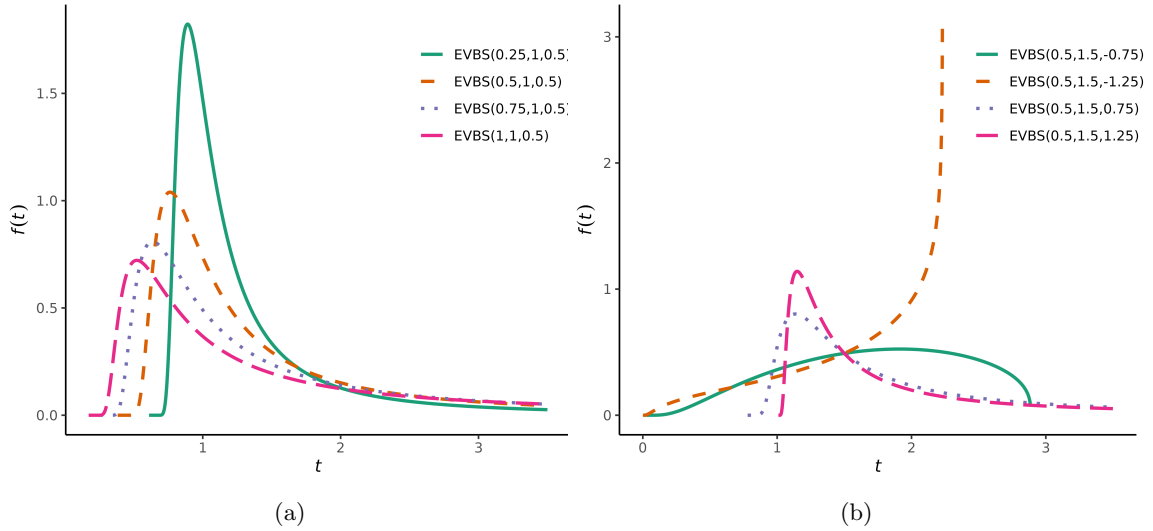 f(t)
0.0
0.5
1.0
1.5
1
2
3
t
EVBS(0.25,1,0.5)
EVBS(0.5,1,0.5)
EVBS(0.75,1,0.5)
EVBS(1,1,0.5)
(a)
f(t)
0
1
2
3
0
1
2
3
t
EVBS(0.5,1.5,-0.75)
EVBS(0.5,1.5,-1.25)
EVBS(0.5,1.5,0.75)
EVBS(0.5,1.5,1.25)
(b)